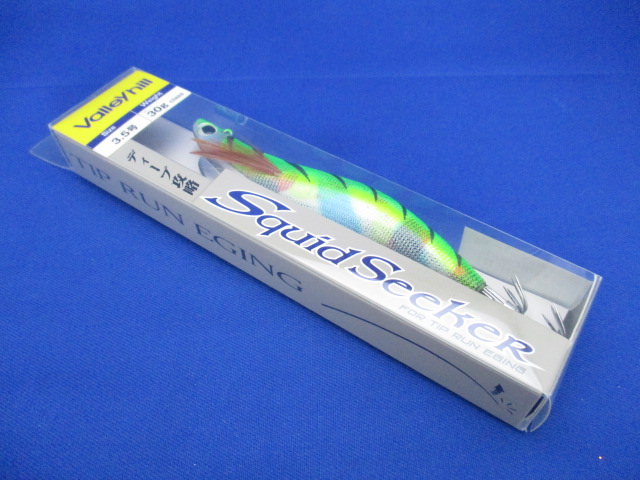 Valleyhill
Size Weight
3.5号 30g
ディープ攻略
Squid Seeker
FOR TIP RUN EGING
TIP RUN EGING